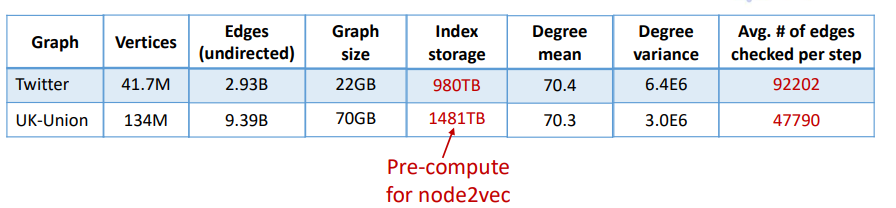 Graph Vertices Edges (undirected) Graph size Index storage Degree mean Degree variance Avg. # of edges checked per step
Twitter 41.7M 2.93B 22GB 980TB 70.4 6.4E6 92202
UK-Union 134M 9.39B 70GB 1481TB 70.3 3.0E6 47790
Pre-compute
for node2vec